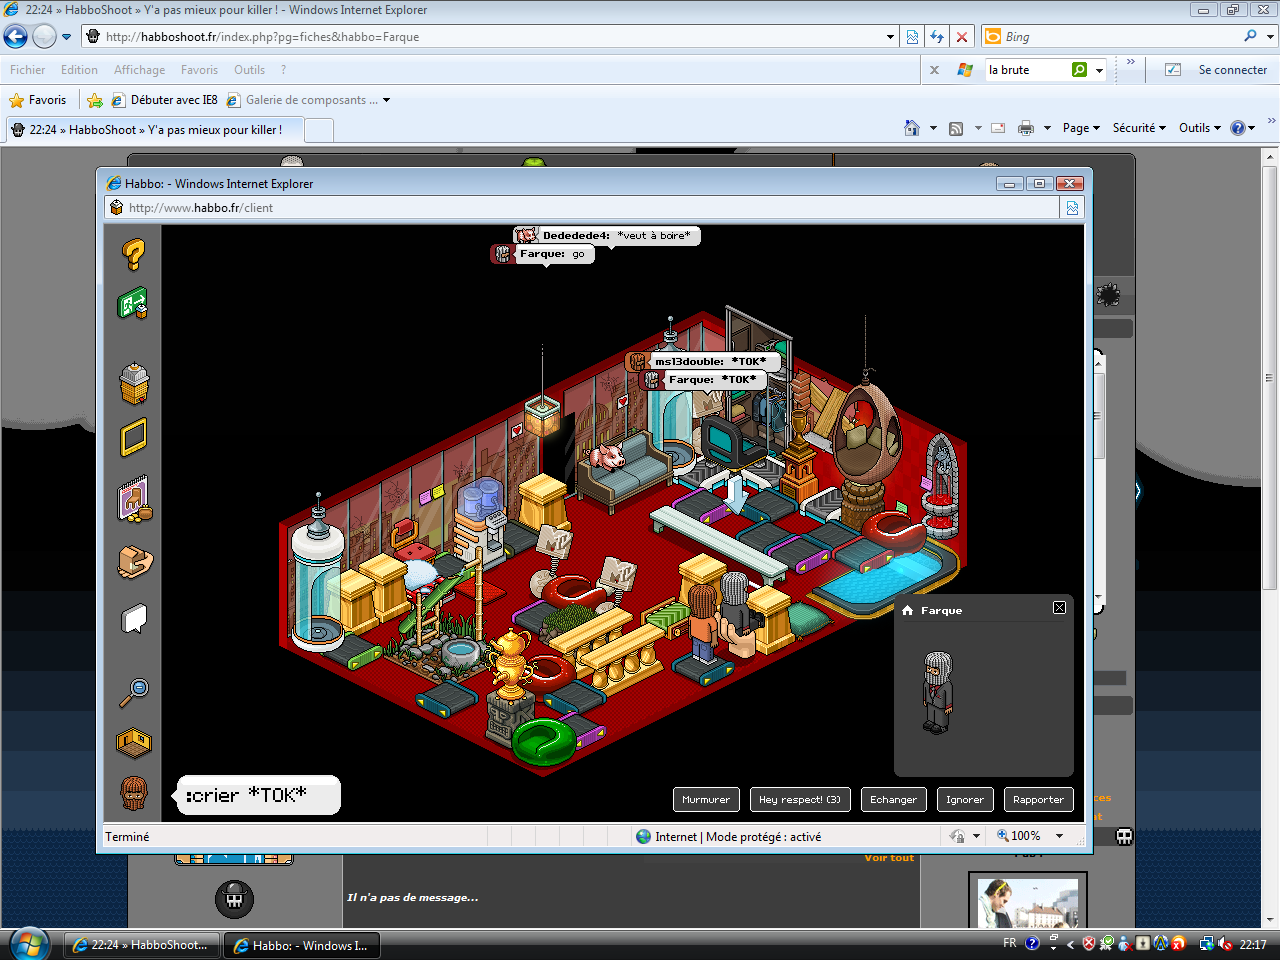 22:24 » HabboShoot » Y'a pas mieux pour killer ! - Windows Internet Explorer
http://habboshoot.fr/index.php?pg=fiches&habbo=Farque
Bing
Fichier Edition Affichage Favoris Outils ?
la brute
Se connecter
Favoris
Débuter avec IE8
Galerie de composants ...
22:24 » HabboShoot » Y'a pas mieux pour killer !
Page
Sécurité
Outils
Habbo: - Windows Internet Explorer
http://www.habbo.fr/client
Dededede4: *veut à boire*
Farque: go
ms13double: *TOK*
Farque: *TOK*
MTV
MTV
Farque
:crier *TOK*
Murmurer
Hey respect! (3)
Echanger
Ignorer
Rapporter
Terminé
Internet | Mode protégé : activé
100%
Voir tout
Il n'a pas de message...
22:24 » HabboShoot...
Habbo: - Windows I...
FR
22:17